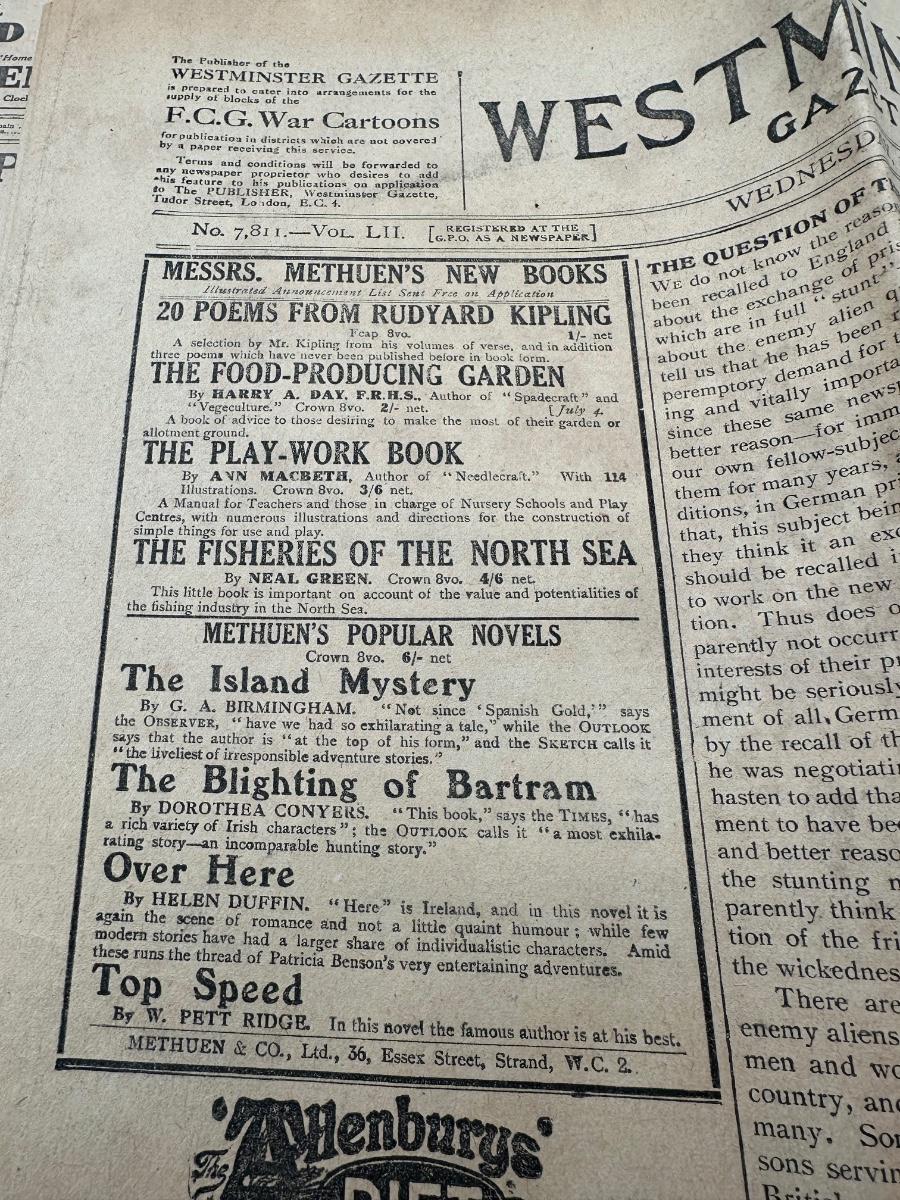 The Publisher of the
WESTMINSTER GAZETTE
is prepared to enter into arrangements for the
supply of blocks of the
F.C.G. War Cartoons
for publication in districts which are not covered
by a paper receiving this service.
Terms and conditions will be forwarded to
any newspaper proprietor who desires to add
this feature to his publications on application
to The PUBLISHER, Westminster Gazette,
Tudor Street, London, E.C. 4.
WESTMIN
GAZ
No. 7,811.—VOL. LII. [REGISTERED AT THE
G.P.O. AS A NEWSPAPER]
WEDNESD
MESSRS. METHUEN'S NEW BOOKS
Illustrated Announcement List Sent Free on Application
20 POEMS FROM RUDYARD KIPLING
Fcap 8vo. 1/- net
A selection by Mr. Kipling from his volumes of verse, and in addition
three poems which have never been published before in book form.
THE FOOD-PRODUCING GARDEN
By HARRY A. DAY, F.R.H.S., Author of "Spadecraft" and
"Vegeculture." Crown 8vo. 2/- net. [July 4.
A book of advice to those desiring to make the most of their garden or
allotment ground.
THE PLAY-WORK BOOK
By ANN MACBETH, Author of "Needlecraft." With 114
Illustrations. Crown 8vo. 3/6 net.
A Manual for Teachers and those in charge of Nursery Schools and Play
Centres, with numerous illustrations and directions for the construction of
simple things for use and play.
THE FISHERIES OF THE NORTH SEA
By NEAL GREEN. Crown 8vo. 4/6 net.
This little book is important on account of the value and potentialities of
the fishing industry in the North Sea.
METHUEN'S POPULAR NOVELS
Crown 8vo. 6/- net
The Island Mystery
By G. A. BIRMINGHAM. "Not since 'Spanish Gold,'" says
the OBSERVER, "have we had so exhilarating a tale," while the OUTLOOK
says that the author is "at the top of his form," and the SKETCH calls it
"the liveliest of irresponsible adventure stories."
The Blighting of Bartram
By DOROTHEA CONYERS. "This book," says the TIMES, "has
a rich variety of Irish characters"; the OUTLOOK calls it "a most exhila-
rating story—an incomparable hunting story."
Over Here
By HELEN DUFFIN. "Here" is Ireland, and in this novel it is
again the scene of romance and not a little quaint humour; while few
modern stories have had a larger share of individualistic characters. Amid
these runs the thread of Patricia Benson's very entertaining adventures.
Top Speed
By W. PETT RIDGE. In this novel the famous author is at his best.
METHUEN & CO., Ltd., 36, Essex Street, Strand, W.C. 2.
The
'Allenburys'
DIET
THE QUESTION OF T
WE do not know the reason
been recalled to England
about the exchange of pris
which are in full "stunt"
about the enemy alien q
tell us that he has been r
peremptory demand for t
ing and vitally importa
since these same newsp
better reason—for imm
our own fellow-subjec
them for many years, a
ditions, in German pri
that, this subject bein
they think it an exc
should be recalled i
to work on the new
tion. Thus does o
parently not occurr
interests of their pr
might be seriously
ment of all, Germ
by the recall of th
he was negotiatin
hasten to add tha
ment to have bee
and better reaso
the stunting n
parently think
tion of the fri
the wickednes
There are
enemy aliens
men and wo
country, and
many. Son
sons servin
British